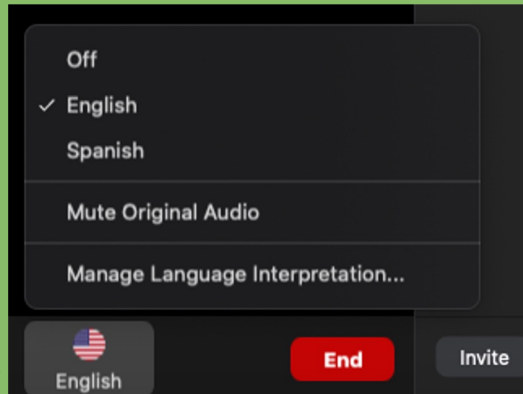 Off
✓ English
Spanish
Mute Original Audio
Manage Language Interpretation...
English
End
Invite